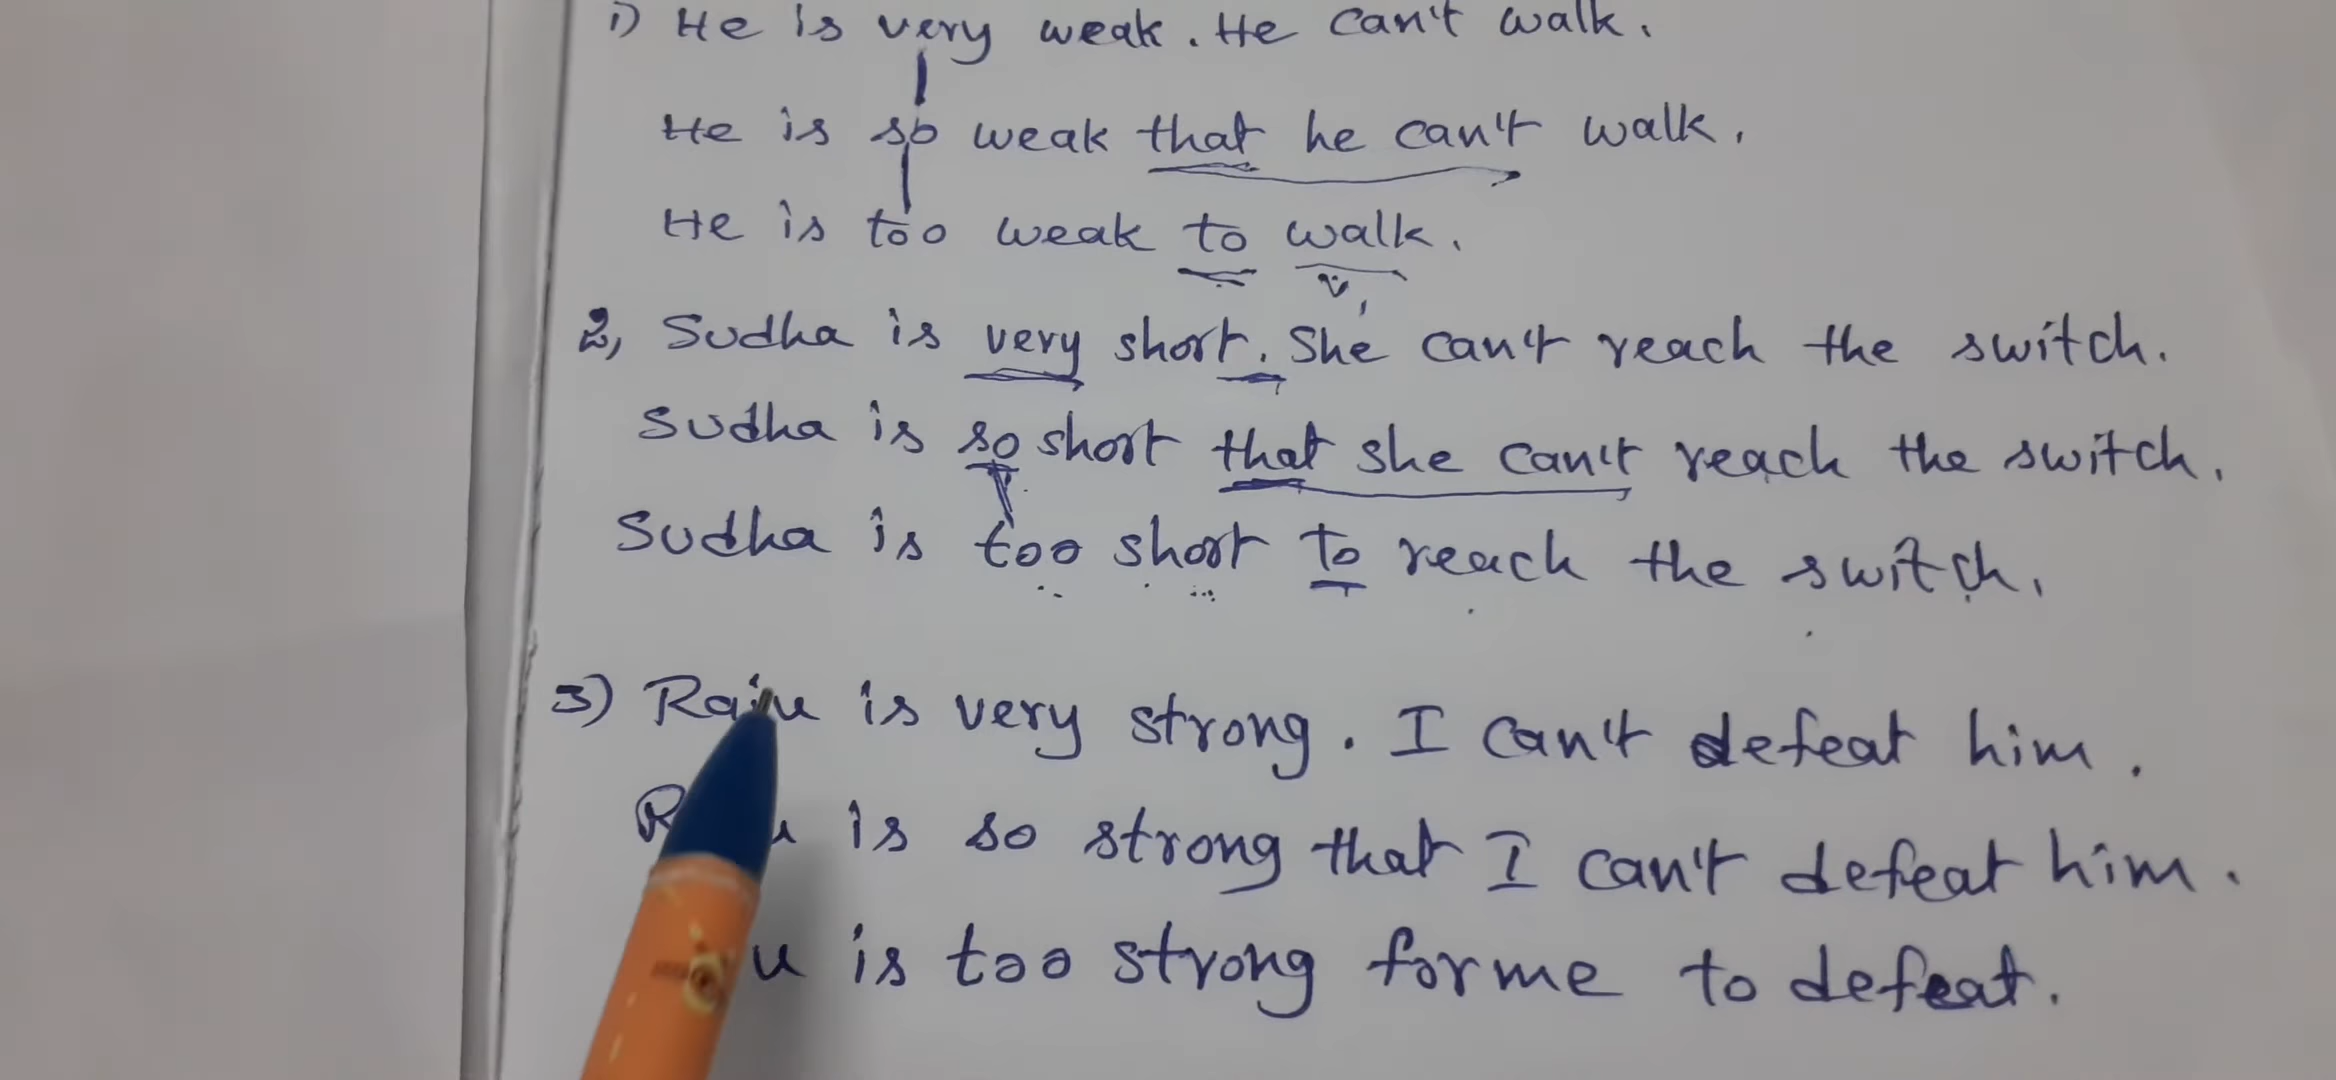 1) He is very weak. He can't walk.
He is so weak that he can't walk.
He is too weak to walk.
2, Sudha is very short. She can't reach the switch.
Sudha is so short that she can't reach the switch.
Sudha is too short to reach the switch.
3) Raju is very strong. I can't defeat him.
is so strong that I can't defeat him.
is too strong for me to defeat.